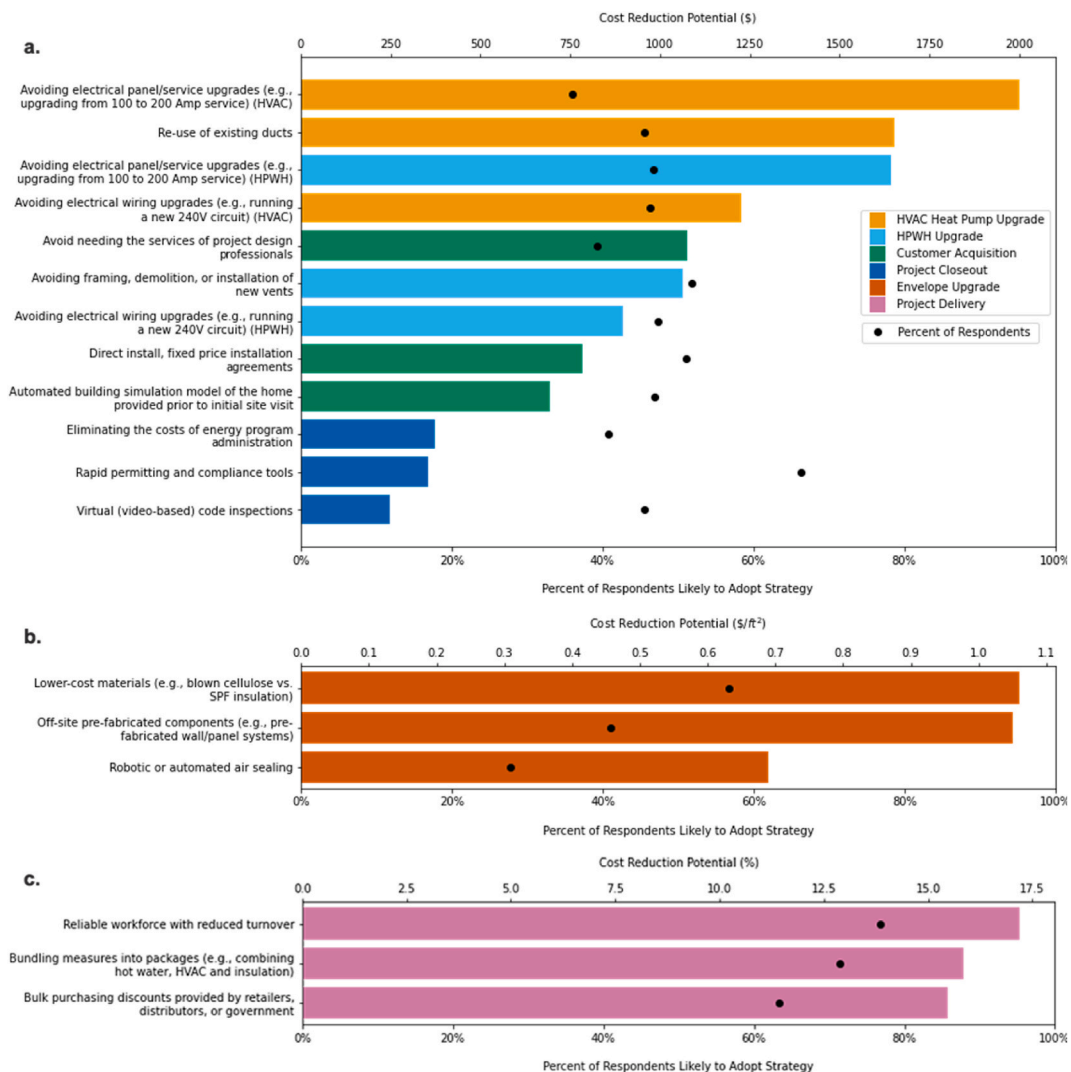 Cost Reduction Potential ($)
a.
0 250 500 750 1000 1250 1500 1750 2000
Avoiding electrical panel/service upgrades (e.g.,
upgrading from 100 to 200 Amp service) (HVAC)
Re-use of existing ducts
Avoiding electrical panel/service upgrades (e.g.,
upgrading from 100 to 200 Amp service) (HPWH)
Avoiding electrical wiring upgrades (e.g., running
a new 240V circuit) (HVAC)
Avoid needing the services of project design
professionals
Avoiding framing, demolition, or installation of
new vents
Avoiding electrical wiring upgrades (e.g., running
a new 240V circuit) (HPWH)
Direct install, fixed price installation
agreements
Automated building simulation model of the home
provided prior to initial site visit
Eliminating the costs of energy program
administration
Rapid permitting and compliance tools
Virtual (video-based) code inspections
HVAC Heat Pump Upgrade
HPWH Upgrade
Customer Acquisition
Project Closeout
Envelope Upgrade
Project Delivery
Percent of Respondents
0% 20% 40% 60% 80% 100%
Percent of Respondents Likely to Adopt Strategy
b.
Cost Reduction Potential ($/ft²)
0.0 0.1 0.2 0.3 0.4 0.5 0.6 0.7 0.8 0.9 1.0 1.1
Lower-cost materials (e.g., blown cellulose vs.
SPF insulation)
Off-site pre-fabricated components (e.g., pre-
fabricated wall/panel systems)
Robotic or automated air sealing
0% 20% 40% 60% 80% 100%
Percent of Respondents Likely to Adopt Strategy
Cost Reduction Potential (%)
c.
0.0 2.5 5.0 7.5 10.0 12.5 15.0 17.5
Reliable workforce with reduced turnover
Bundling measures into packages (e.g., combining
hot water, HVAC and insulation)
Bulk purchasing discounts provided by retailers,
distributors, or government
0% 20% 40% 60% 80% 100%
Percent of Respondents Likely to Adopt Strategy